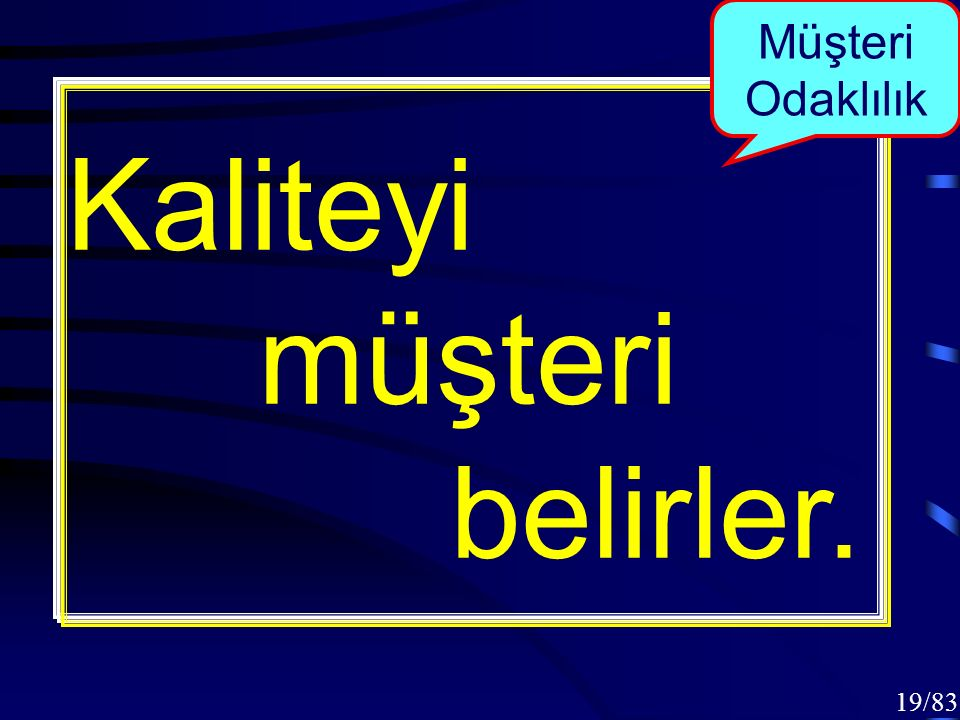 Müşteri
Odaklılık
Kaliteyi
müşteri
belirler.
19/83